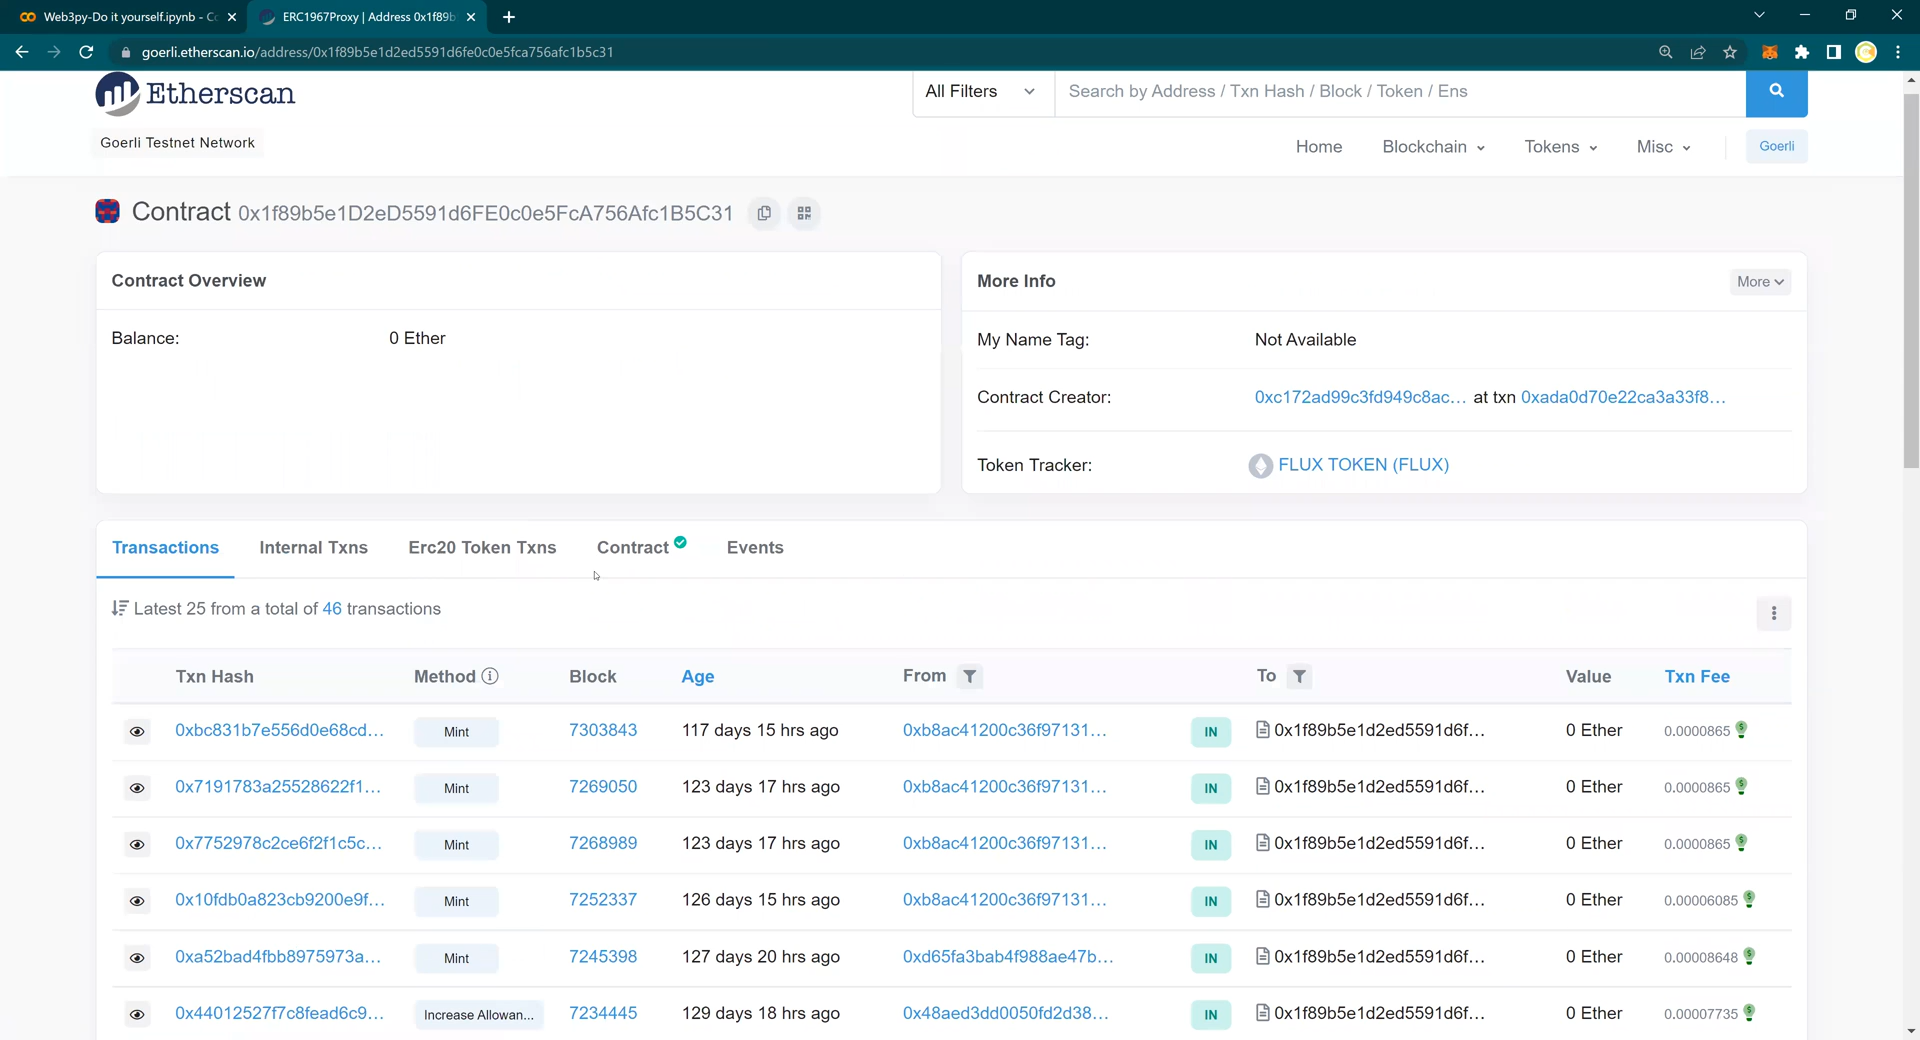 Web3py-Do it yourself.ipynb - Co
ERC1967Proxy | Address 0x1f89b
goerli.etherscan.io/address/0x1f89b5e1d2ed5591d6fe0c0e5fca756afc1b5c31
Etherscan
All Filters
Search by Address / Txn Hash / Block / Token / Ens
Goerli Testnet Network
Home Blockchain Tokens Misc Goerli
Contract 0x1f89b5e1D2eD5591d6FE0c0e5FcA756Afc1B5C31
Contract Overview
Balance: 0 Ether
More Info More
My Name Tag: Not Available
Contract Creator: 0xc172ad99c3fd949c8ac... at txn 0xada0d70e22ca3a33f8...
Token Tracker: FLUX TOKEN (FLUX)
Transactions Internal Txns Erc20 Token Txns Contract Events
Latest 25 from a total of 46 transactions
Txn Hash Method Block Age From To Value Txn Fee
0xbc831b7e556d0e68cd... Mint 7303843 117 days 15 hrs ago 0xb8ac41200c36f97131... IN 0x1f89b5e1d2ed5591d6f... 0 Ether 0.0000865
0x7191783a25528622f1... Mint 7269050 123 days 17 hrs ago 0xb8ac41200c36f97131... IN 0x1f89b5e1d2ed5591d6f... 0 Ether 0.0000865
0x7752978c2ce6f2f1c5c... Mint 7268989 123 days 17 hrs ago 0xb8ac41200c36f97131... IN 0x1f89b5e1d2ed5591d6f... 0 Ether 0.0000865
0x10fdb0a823cb9200e9f... Mint 7252337 126 days 15 hrs ago 0xb8ac41200c36f97131... IN 0x1f89b5e1d2ed5591d6f... 0 Ether 0.00006085
0xa52bad4fbb8975973a... Mint 7245398 127 days 20 hrs ago 0xd65fa3bab4f988ae47b... IN 0x1f89b5e1d2ed5591d6f... 0 Ether 0.00008648
0x44012527f7c8fead6c9... Increase Allowan... 7234445 129 days 18 hrs ago 0x48aed3dd0050fd2d38... IN 0x1f89b5e1d2ed5591d6f... 0 Ether 0.00007735